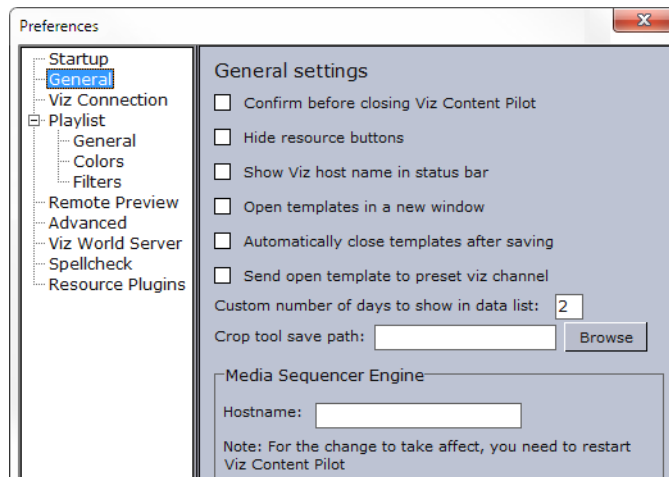 Preferences
Startup
General
Viz Connection
Playlist
General
Colors
Filters
Remote Preview
Advanced
Viz World Server
Spellcheck
Resource Plugins
General settings
Confirm before closing Viz Content Pilot
Hide resource buttons
Show Viz host name in status bar
Open templates in a new window
Automatically close templates after saving
Send open template to preset viz channel
Custom number of days to show in data list: 2
Crop tool save path: Browse
Media Sequencer Engine
Hostname:
Note: For the change to take affect, you need to restart
Viz Content Pilot